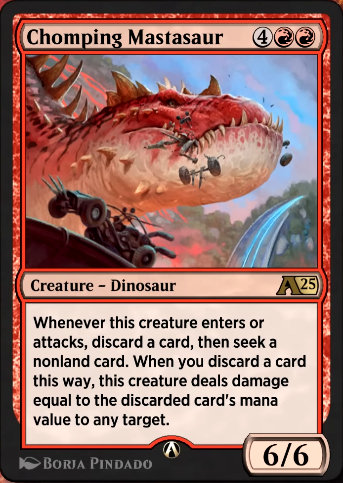 Chomping Mastasaur 4
Creature – Dinosaur A25
Whenever this creature enters or
attacks, discard a card, then seek a
nonland card. When you discard a card
this way, this creature deals damage
equal to the discarded card's mana
value to any target.
6/6
Borja Pindado